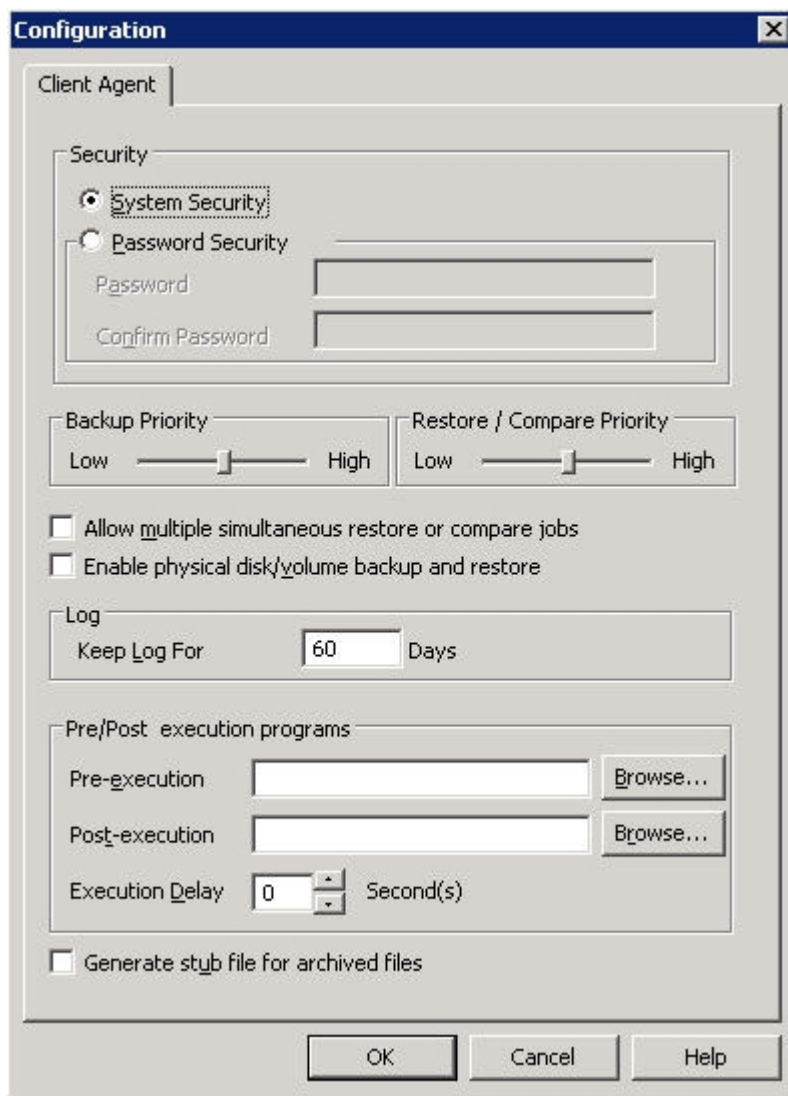 Configuration
Client Agent
Security
System Security
Password Security
Password
Confirm Password
Backup Priority
Low High
Restore / Compare Priority
Low High
Allow multiple simultaneous restore or compare jobs
Enable physical disk/volume backup and restore
Log
Keep Log For 60 Days
Pre/Post execution programs
Pre-execution Browse...
Post-execution Browse...
Execution Delay 0 Second(s)
Generate stub file for archived files
OK Cancel Help